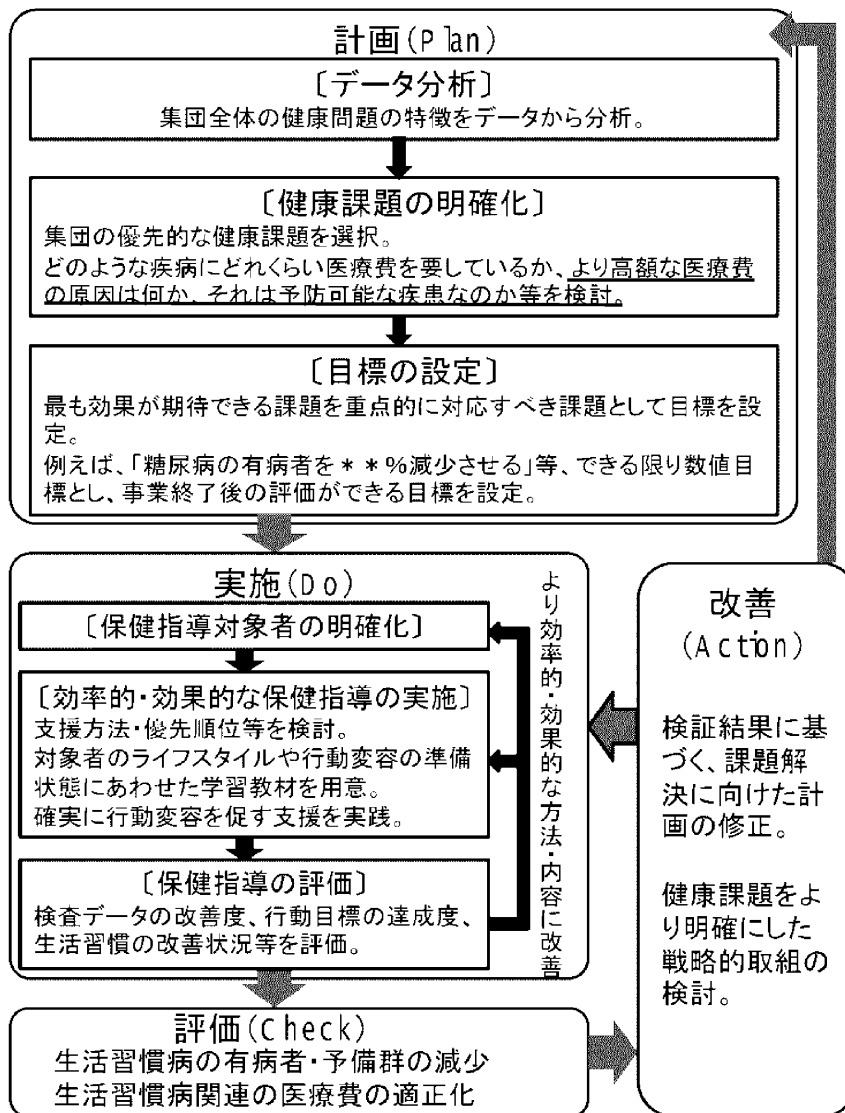 計画(Plan)
〔データ分析〕
集団全体の健康問題の特徴をデータから分析。
〔健康課題の明確化〕
集団の優先的な健康課題を選択。
どのような疾病にどれくらい医療費を要しているか、より高額な医療費
の原因は何か、それは予防可能な疾患なのか等を検討。
〔目標の設定〕
最も効果が期待できる課題を重点的に対応すべき課題として目標を設
定。
例えば、「糖尿病の有病者を＊＊％減少させる」等、できる限り数値目
標とし、事業終了後の評価ができる目標を設定。
実施(Do)
〔保健指導対象者の明確化〕
〔効率的・効果的な保健指導の実施〕
支援方法・優先順位等を検討。
対象者のライフスタイルや行動変容の準備
状態にあわせた学習教材を用意。
確実に行動変容を促す支援を実践。
〔保健指導の評価〕
検査データの改善度、行動目標の達成度、
生活習慣の改善状況等を評価。
より効率的・効果的な方法・内容に改善
評価(Check)
生活習慣病の有病者・予備群の減少
生活習慣病関連の医療費の適正化
改善
(Action)
検証結果に基
づく、課題解
決に向けた計
画の修正。
健康課題をよ
り明確にした
戦略的取組の
検討。